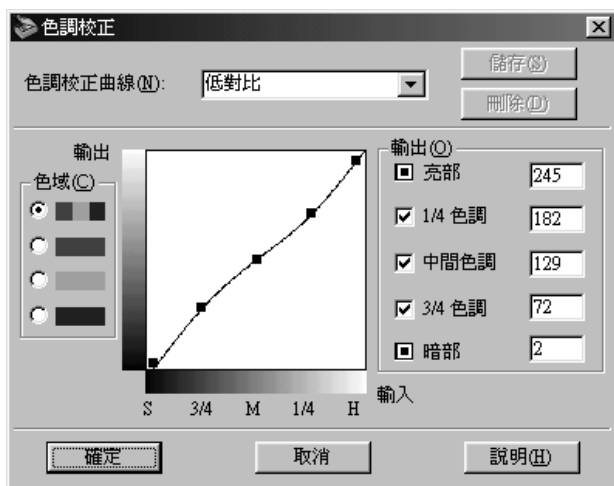 色調校正
色調校正曲線(N):
低對比
儲存(S)
刪除(D)
輸出
色域(C)
輸出(O)
亮部
245
1/4 色調
182
中間色調
129
3/4 色調
72
暗部
2
S 3/4 M 1/4 H
輸入
確定
取消
說明(H)